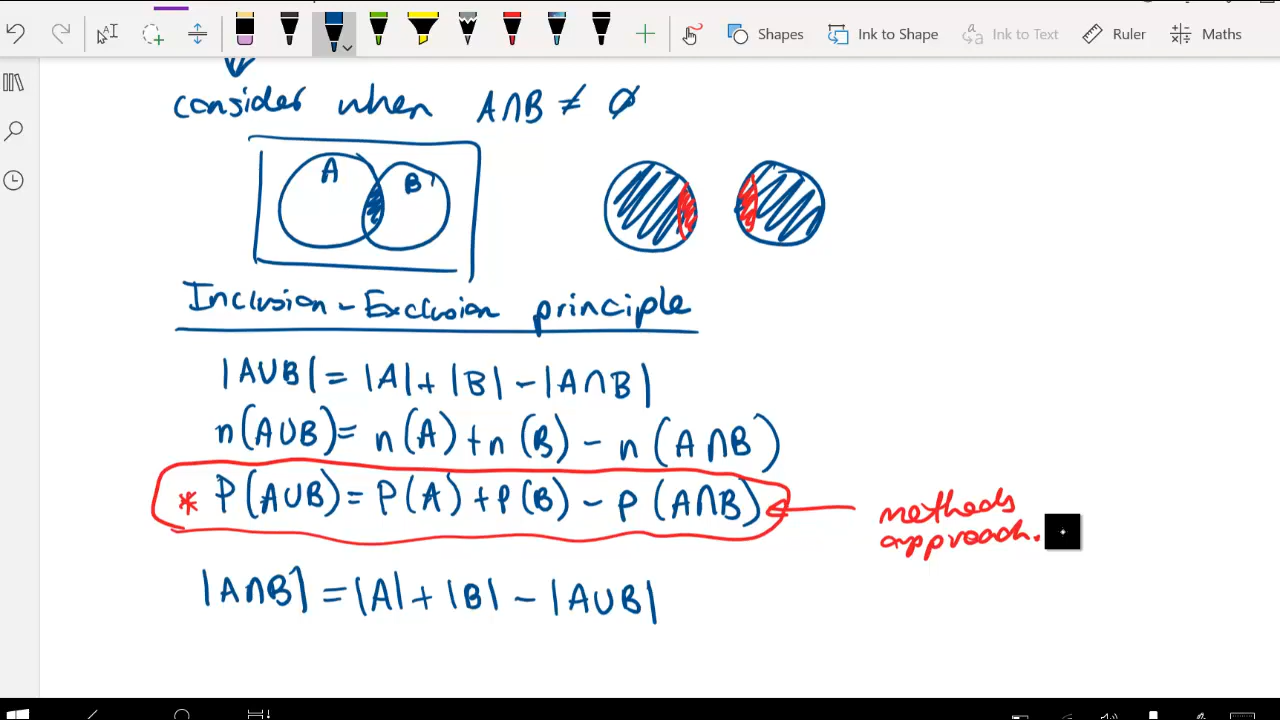 Shapes
Ink to Shape
Ink to Text
Ruler
Maths
consider when A∩B ≠ ∅
A
B
Inclusion - Exclusion principle
|A∪B| = |A| + |B| - |A∩B|
n(A∪B) = n(A) + n(B) - n(A∩B)
* P(A∪B) = P(A) + P(B) - P(A∩B)
methods
approach.
|A∩B| = |A| + |B| - |A∪B|